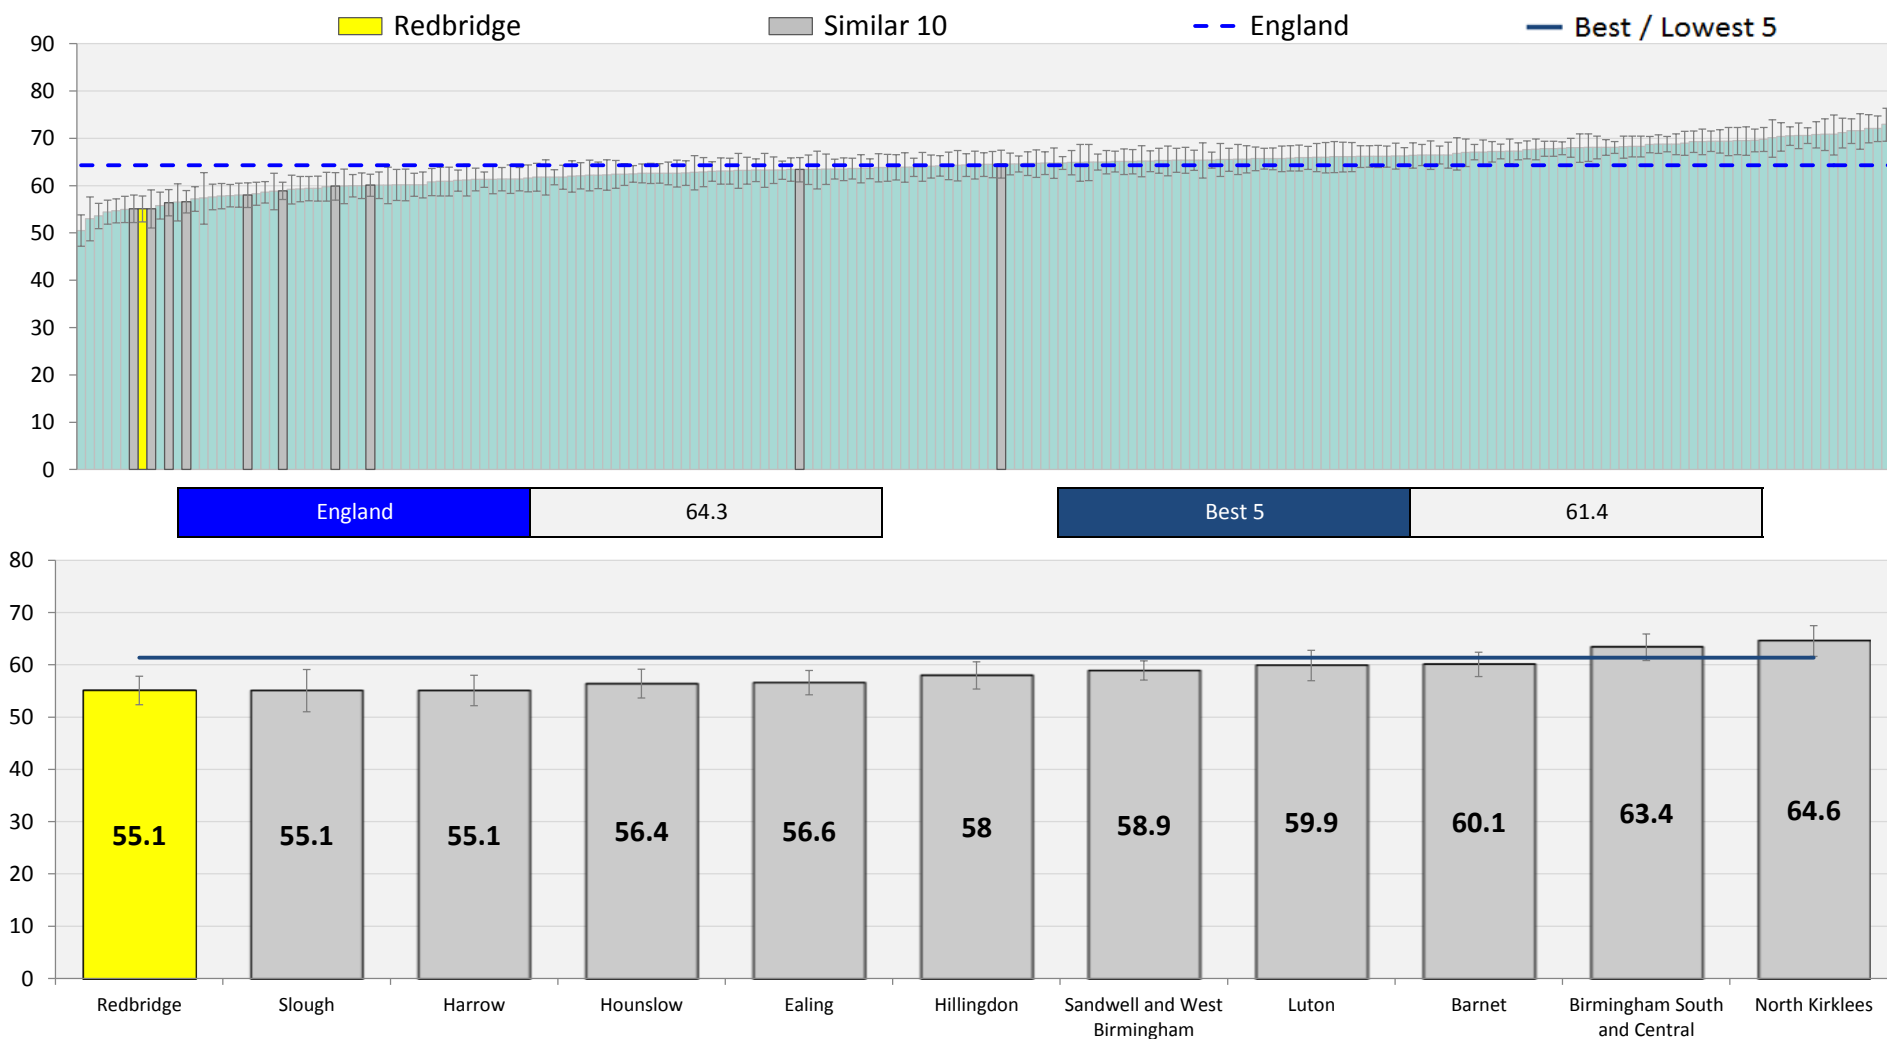 Redbridge
Similar 10
England
Best / Lowest 5
90
80
70
60
50
40
30
20
10
0
England 64.3
Best 5 61.4
80
70
60
50
40
30
20
10
0
55.1 55.1 55.1 56.4 56.6 58 58.9 59.9 60.1 63.4 64.6
Redbridge Slough Harrow Hounslow Ealing Hillingdon Sandwell and West Luton Barnet Birmingham South North Kirklees
Birmingham and Central